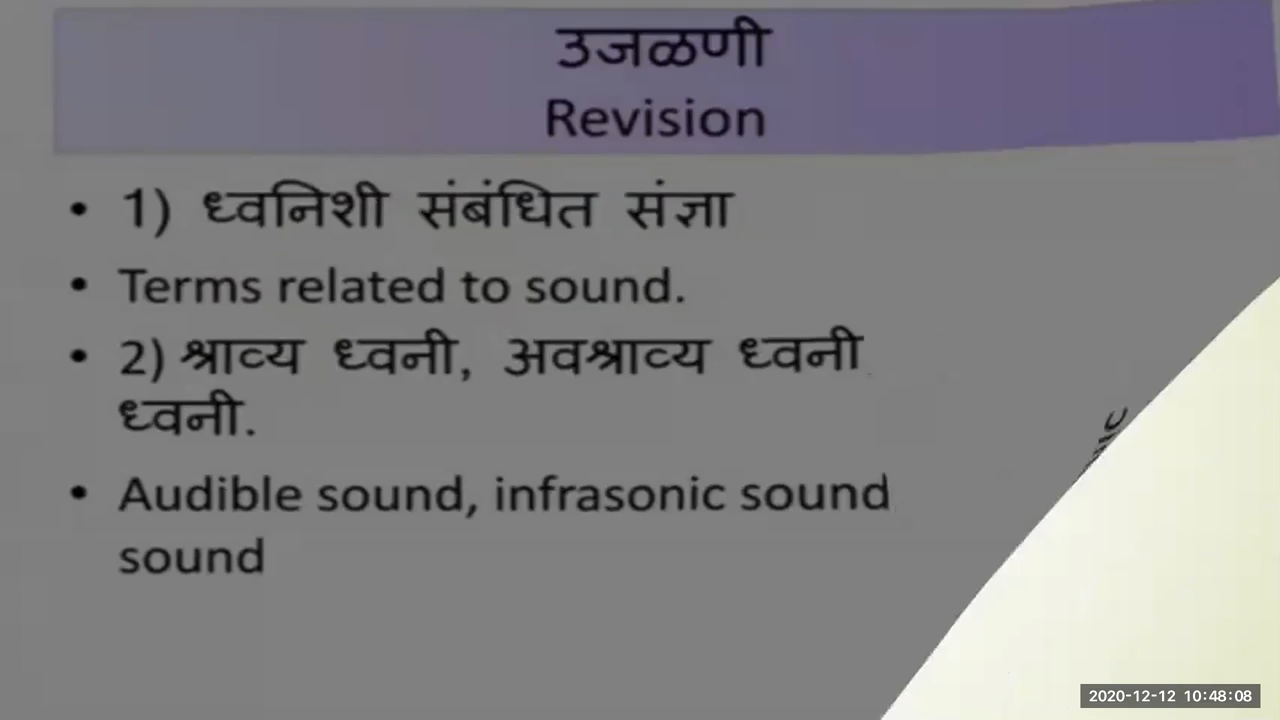 उजळणी
Revision
• 1) ध्वनिशी संबंधित संज्ञा
• Terms related to sound.
• 2) श्राव्य ध्वनी, अवश्राव्य ध्वनी
ध्वनी.
• Audible sound, infrasonic sound
sound
2020-12-12 10:48:08